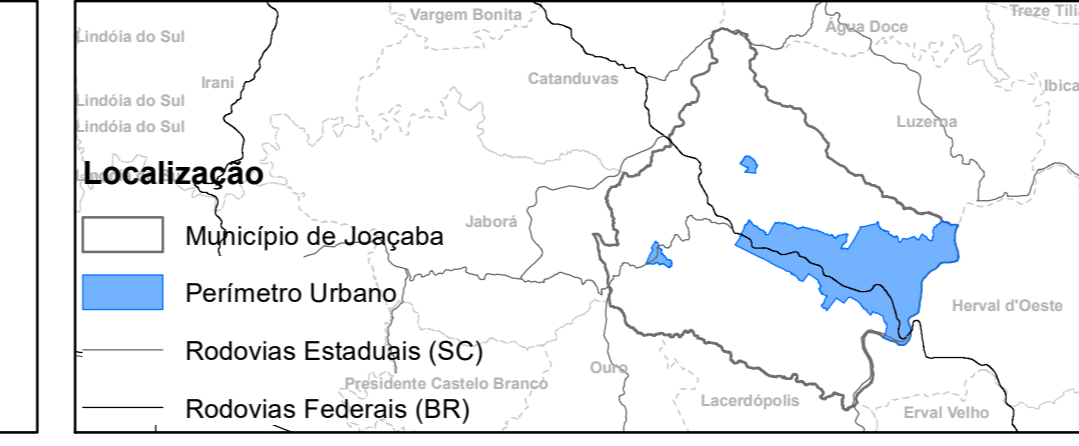 Vargem Bonita
Treze Tíli
Lindóia do Sul
Água Doce
Irani
Catanduvas
Ibica
Lindóia do Sul
Luzerna
Lindóia do Sul
Localização
Jaborá
Município de Joaçaba
Perímetro Urbano
Herval d'Oeste
Rodovias Estaduais (SC)
Ouro
Presidente Castelo Branco
Lacerdópolis
Rodovias Federais (BR)
Erval Velho